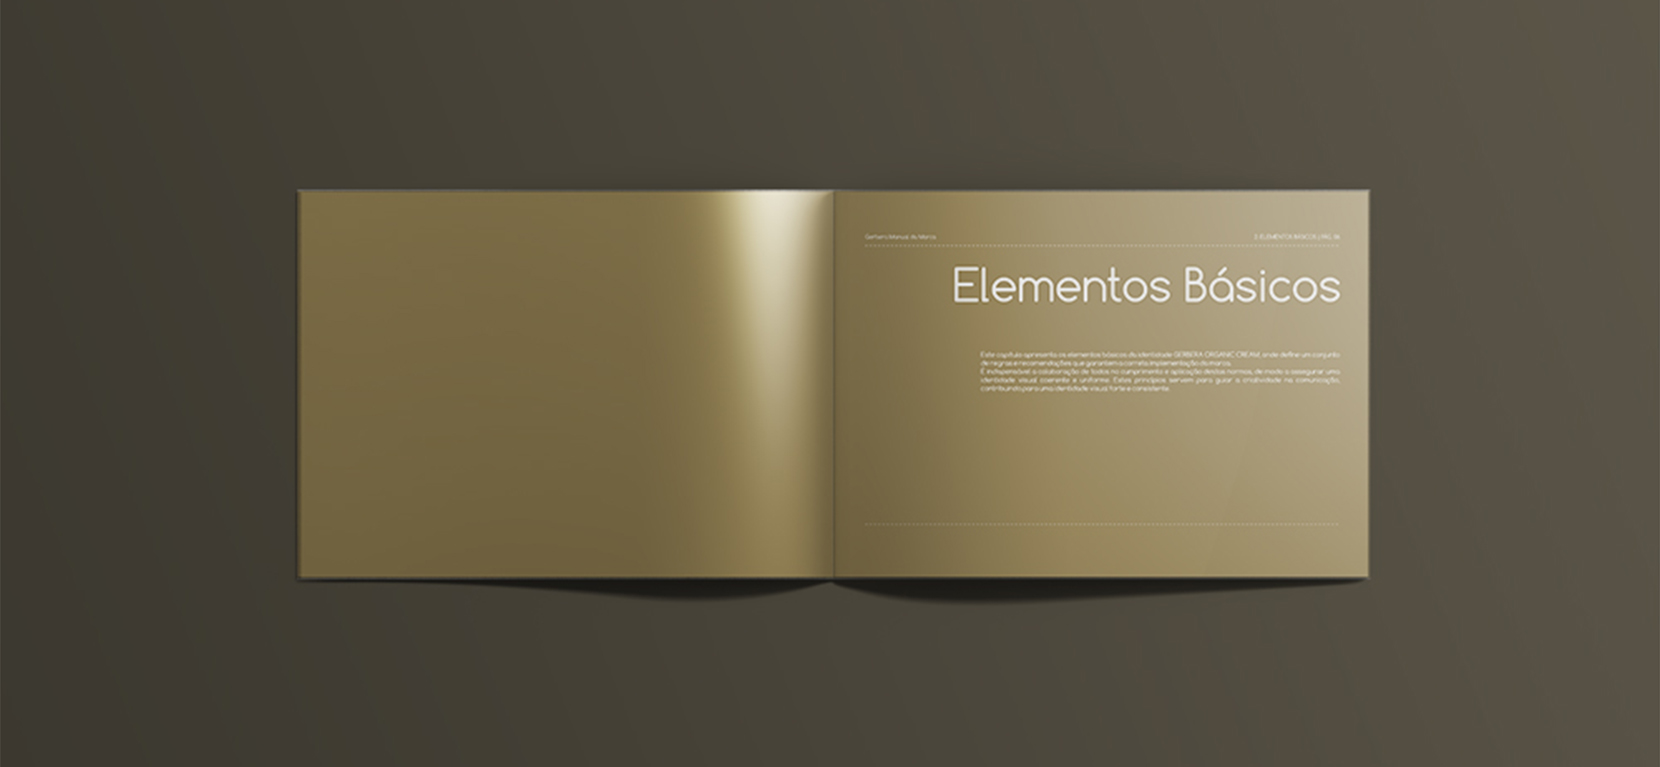 Gerbera Manual de Marca
2. ELEMENTOS BÁSICOS | PÁG. 06
Elementos Básicos
Este capítulo apresenta os elementos básicos da identidade GERBERA ORGANIC CREAM, onde define um conjunto
de regras e recomendações que garantem a correta implementação da marca.
É indispensável a colaboração de todos no cumprimento e aplicação destas normas, de modo a assegurar uma
identidade visual coerente e uniforme. Estes princípios servem para guiar a criatividade na comunicação,
contribuindo para uma identidade visual forte e consistente.